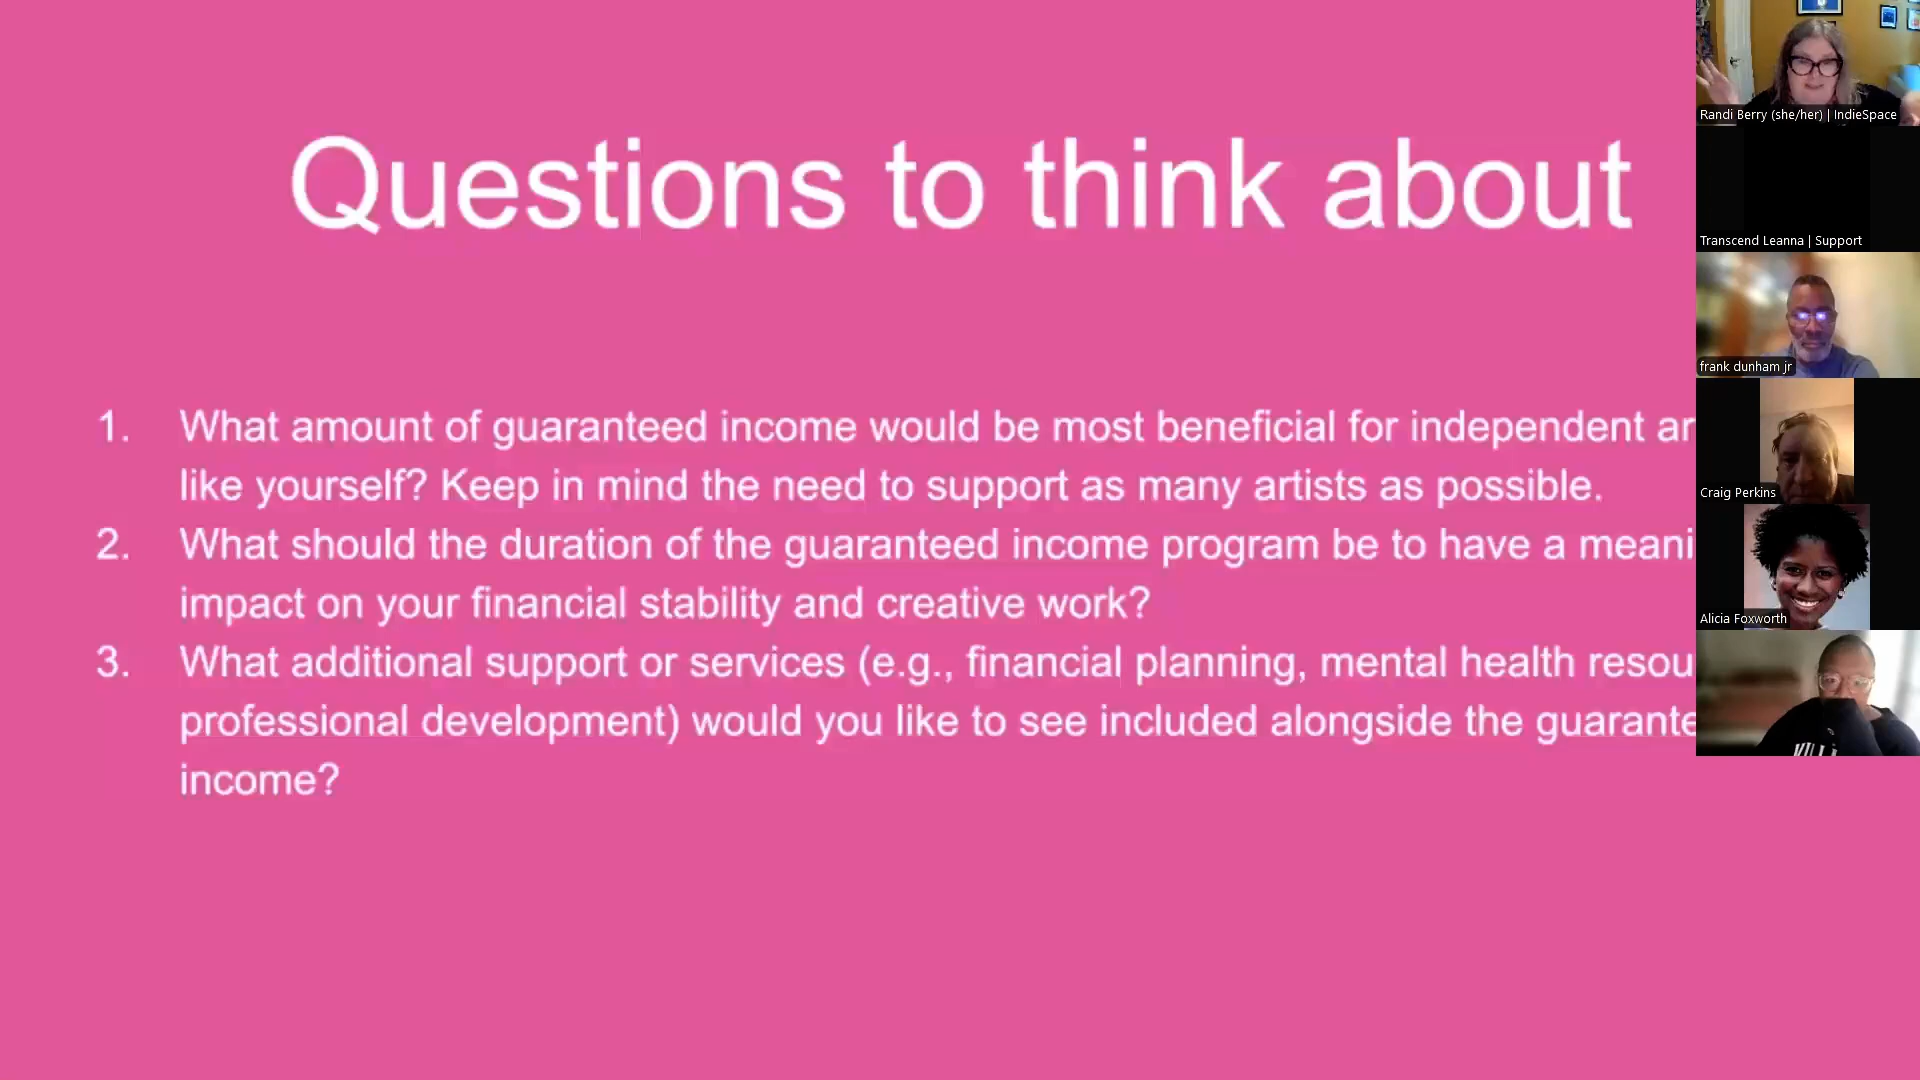 Questions to think about
1. What amount of guaranteed income would be most beneficial for independent
like yourself? Keep in mind the need to support as many artists as possible.
2. What should the duration of the guaranteed income program be to have a
impact on your financial stability and creative work?
3. What additional support or services (e.g., financial planning, mental health
professional development) would you like to see included alongside the
income?
Randi Berry (she/her) | IndieSpace
Transcend Leanna | Support
frank dunham jr
Craig Perkins
Alicia Foxworth